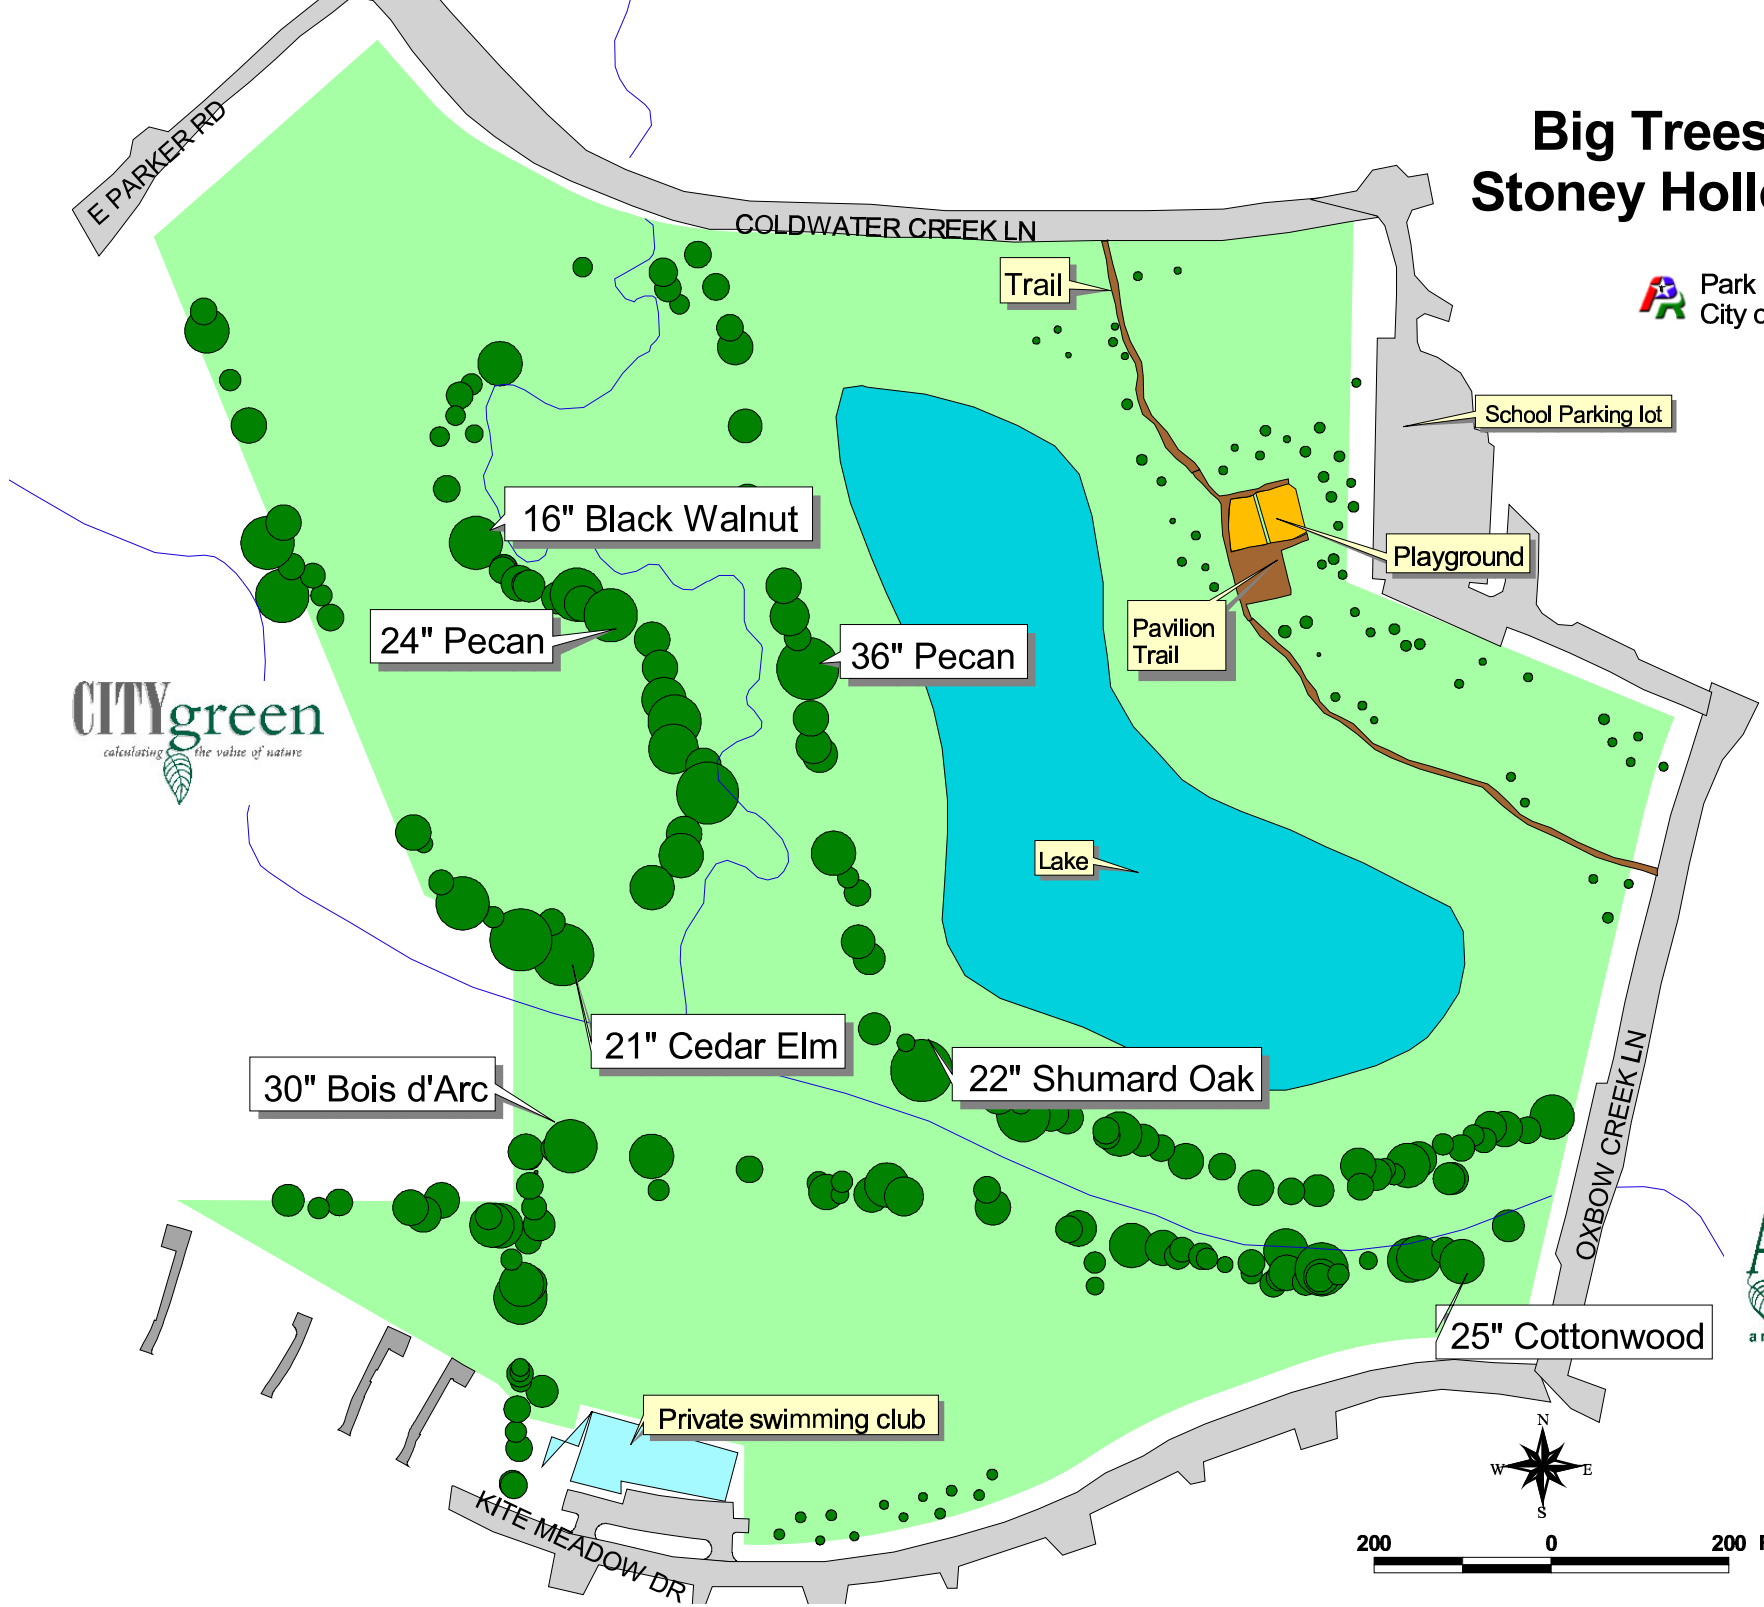 E PARKER RD
COLDWATER CREEK LN
Big Trees
Stoney Holl
Park
City o
Trail
School Parking lot
Playground
Pavilion
Trail
16" Black Walnut
24" Pecan
36" Pecan
CITYgreen
calculating the value of nature
Lake
21" Cedar Elm
30" Bois d'Arc
22" Shumard Oak
OXBOW CREEK LN
25" Cottonwood
Private swimming club
KITE MEADOW DR
N
W E
S
200 0 200